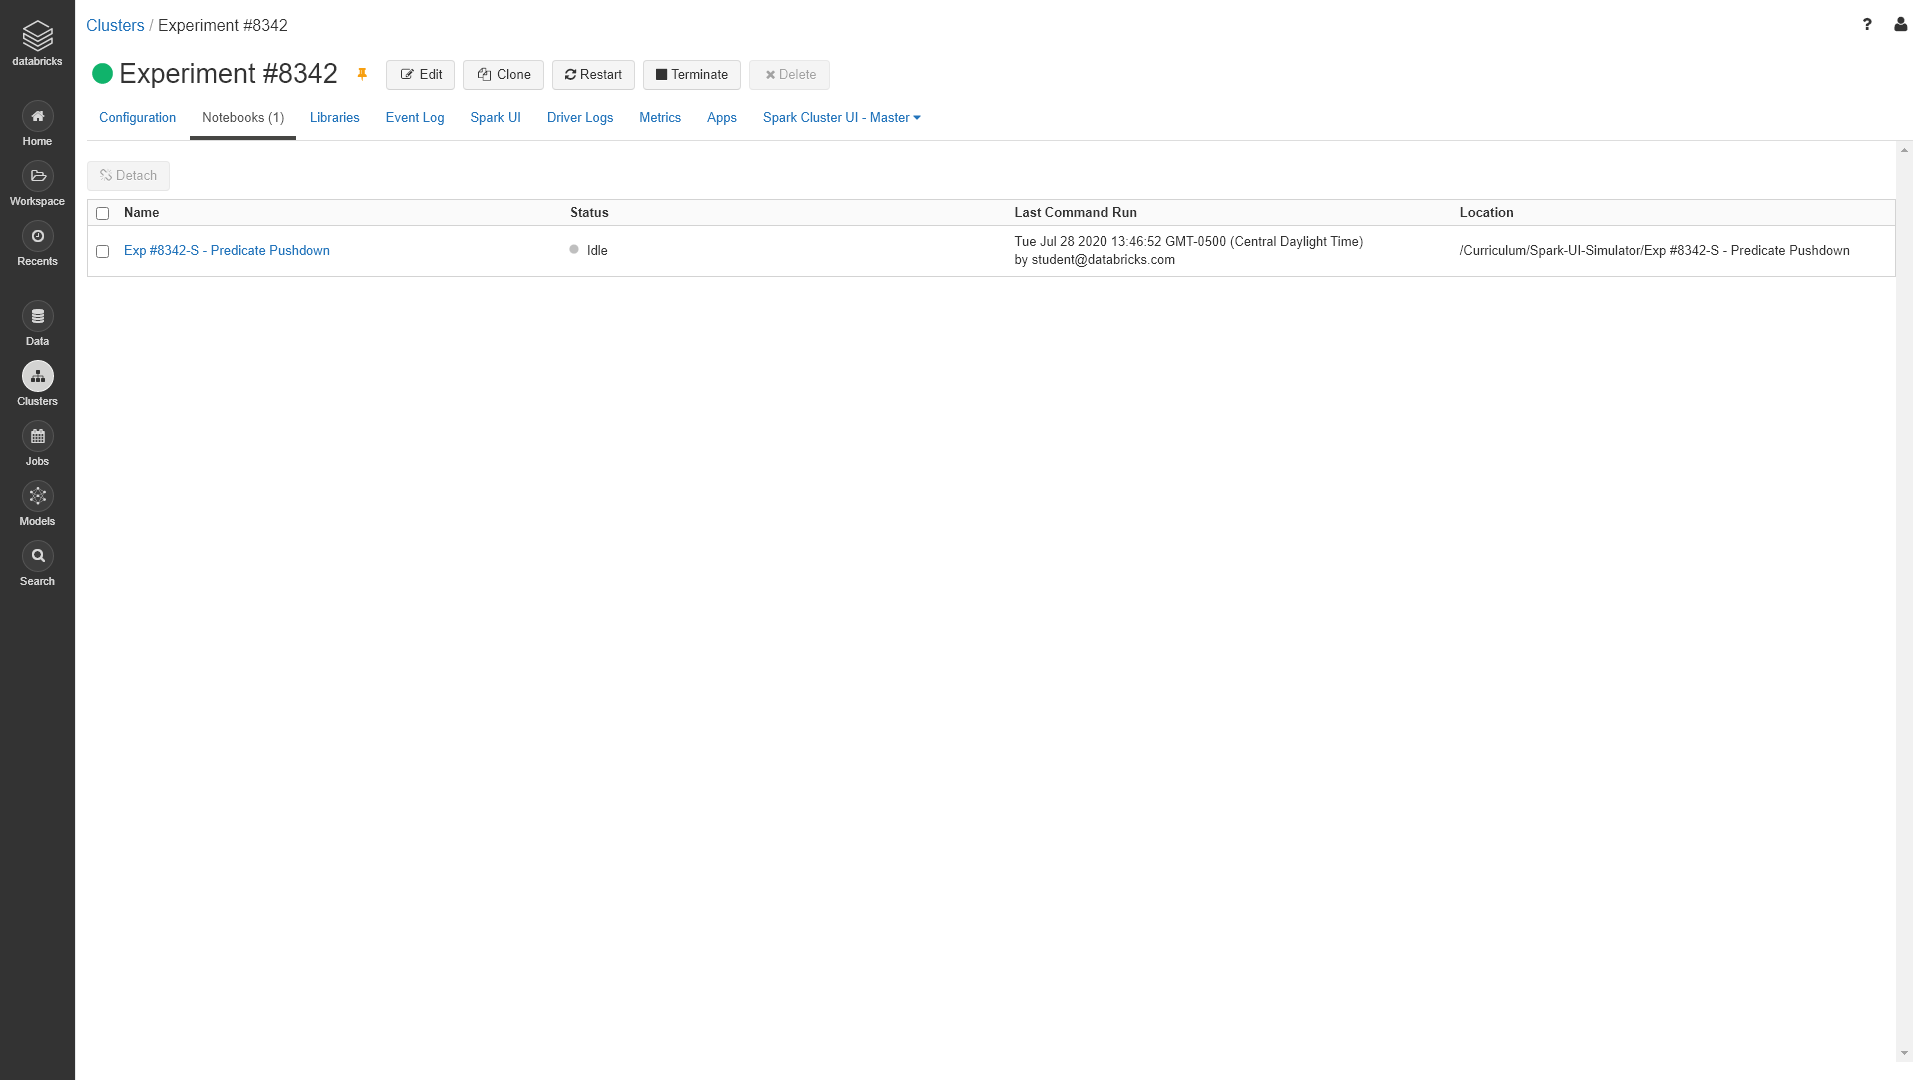 Clusters / Experiment #8342
?
databricks
Experiment #8342
Edit
Clone
Restart
Terminate
Delete
Configuration
Notebooks (1)
Libraries
Event Log
Spark UI
Driver Logs
Metrics
Apps
Spark Cluster UI - Master
Home
Workspace
Recents
Data
Clusters
Jobs
Models
Search
Detach
Name
Status
Last Command Run
Location
Exp #8342-S - Predicate Pushdown
Idle
Tue Jul 28 2020 13:46:52 GMT-0500 (Central Daylight Time)
by student@databricks.com
/Curriculum/Spark-UI-Simulator/Exp #8342-S - Predicate Pushdown